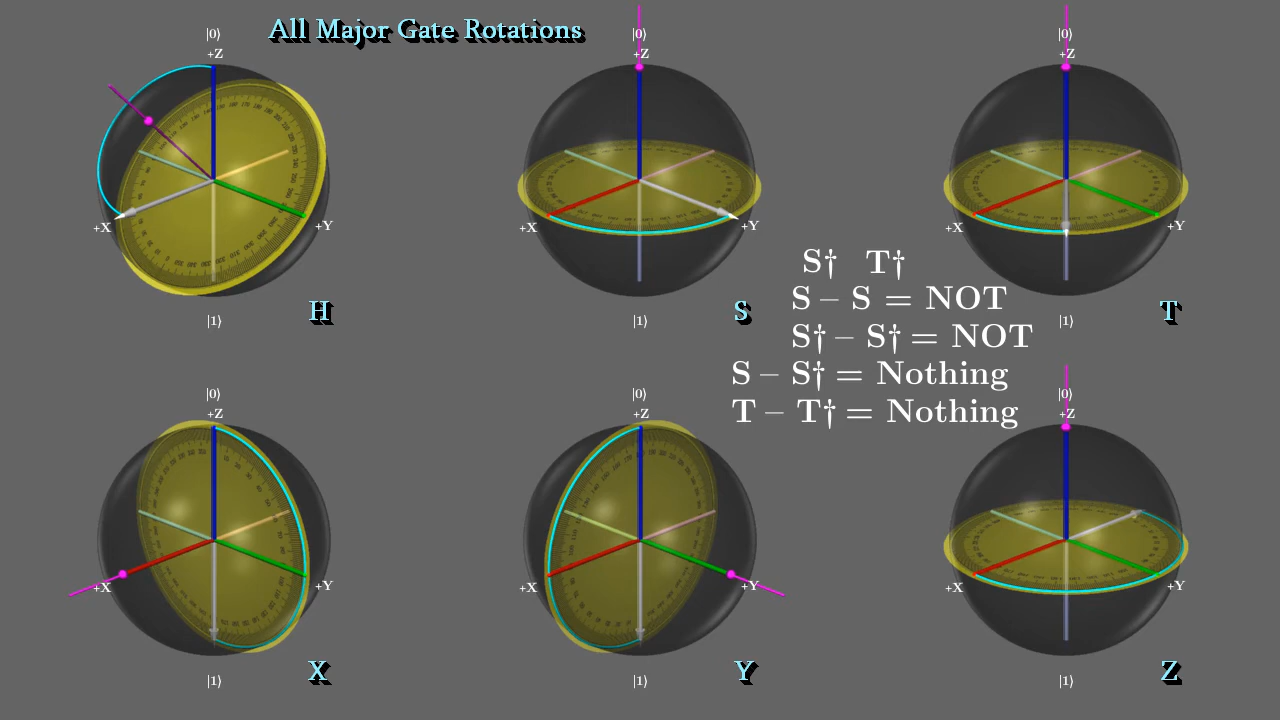 All Major Gate Rotations
|0⟩
+Z
+X
+Y
H
|1⟩
|0⟩
+Z
+X
+Y
S
|1⟩
|0⟩
+Z
+X
+Y
T
|1⟩
S† T†
S – S = NOT
S† – S† = NOT
S – S† = Nothing
T – T† = Nothing
|0⟩
+Z
+X
+Y
X
|1⟩
|0⟩
+Z
+X
+Y
Y
|1⟩
|0⟩
+Z
+X
+Y
Z
|1⟩